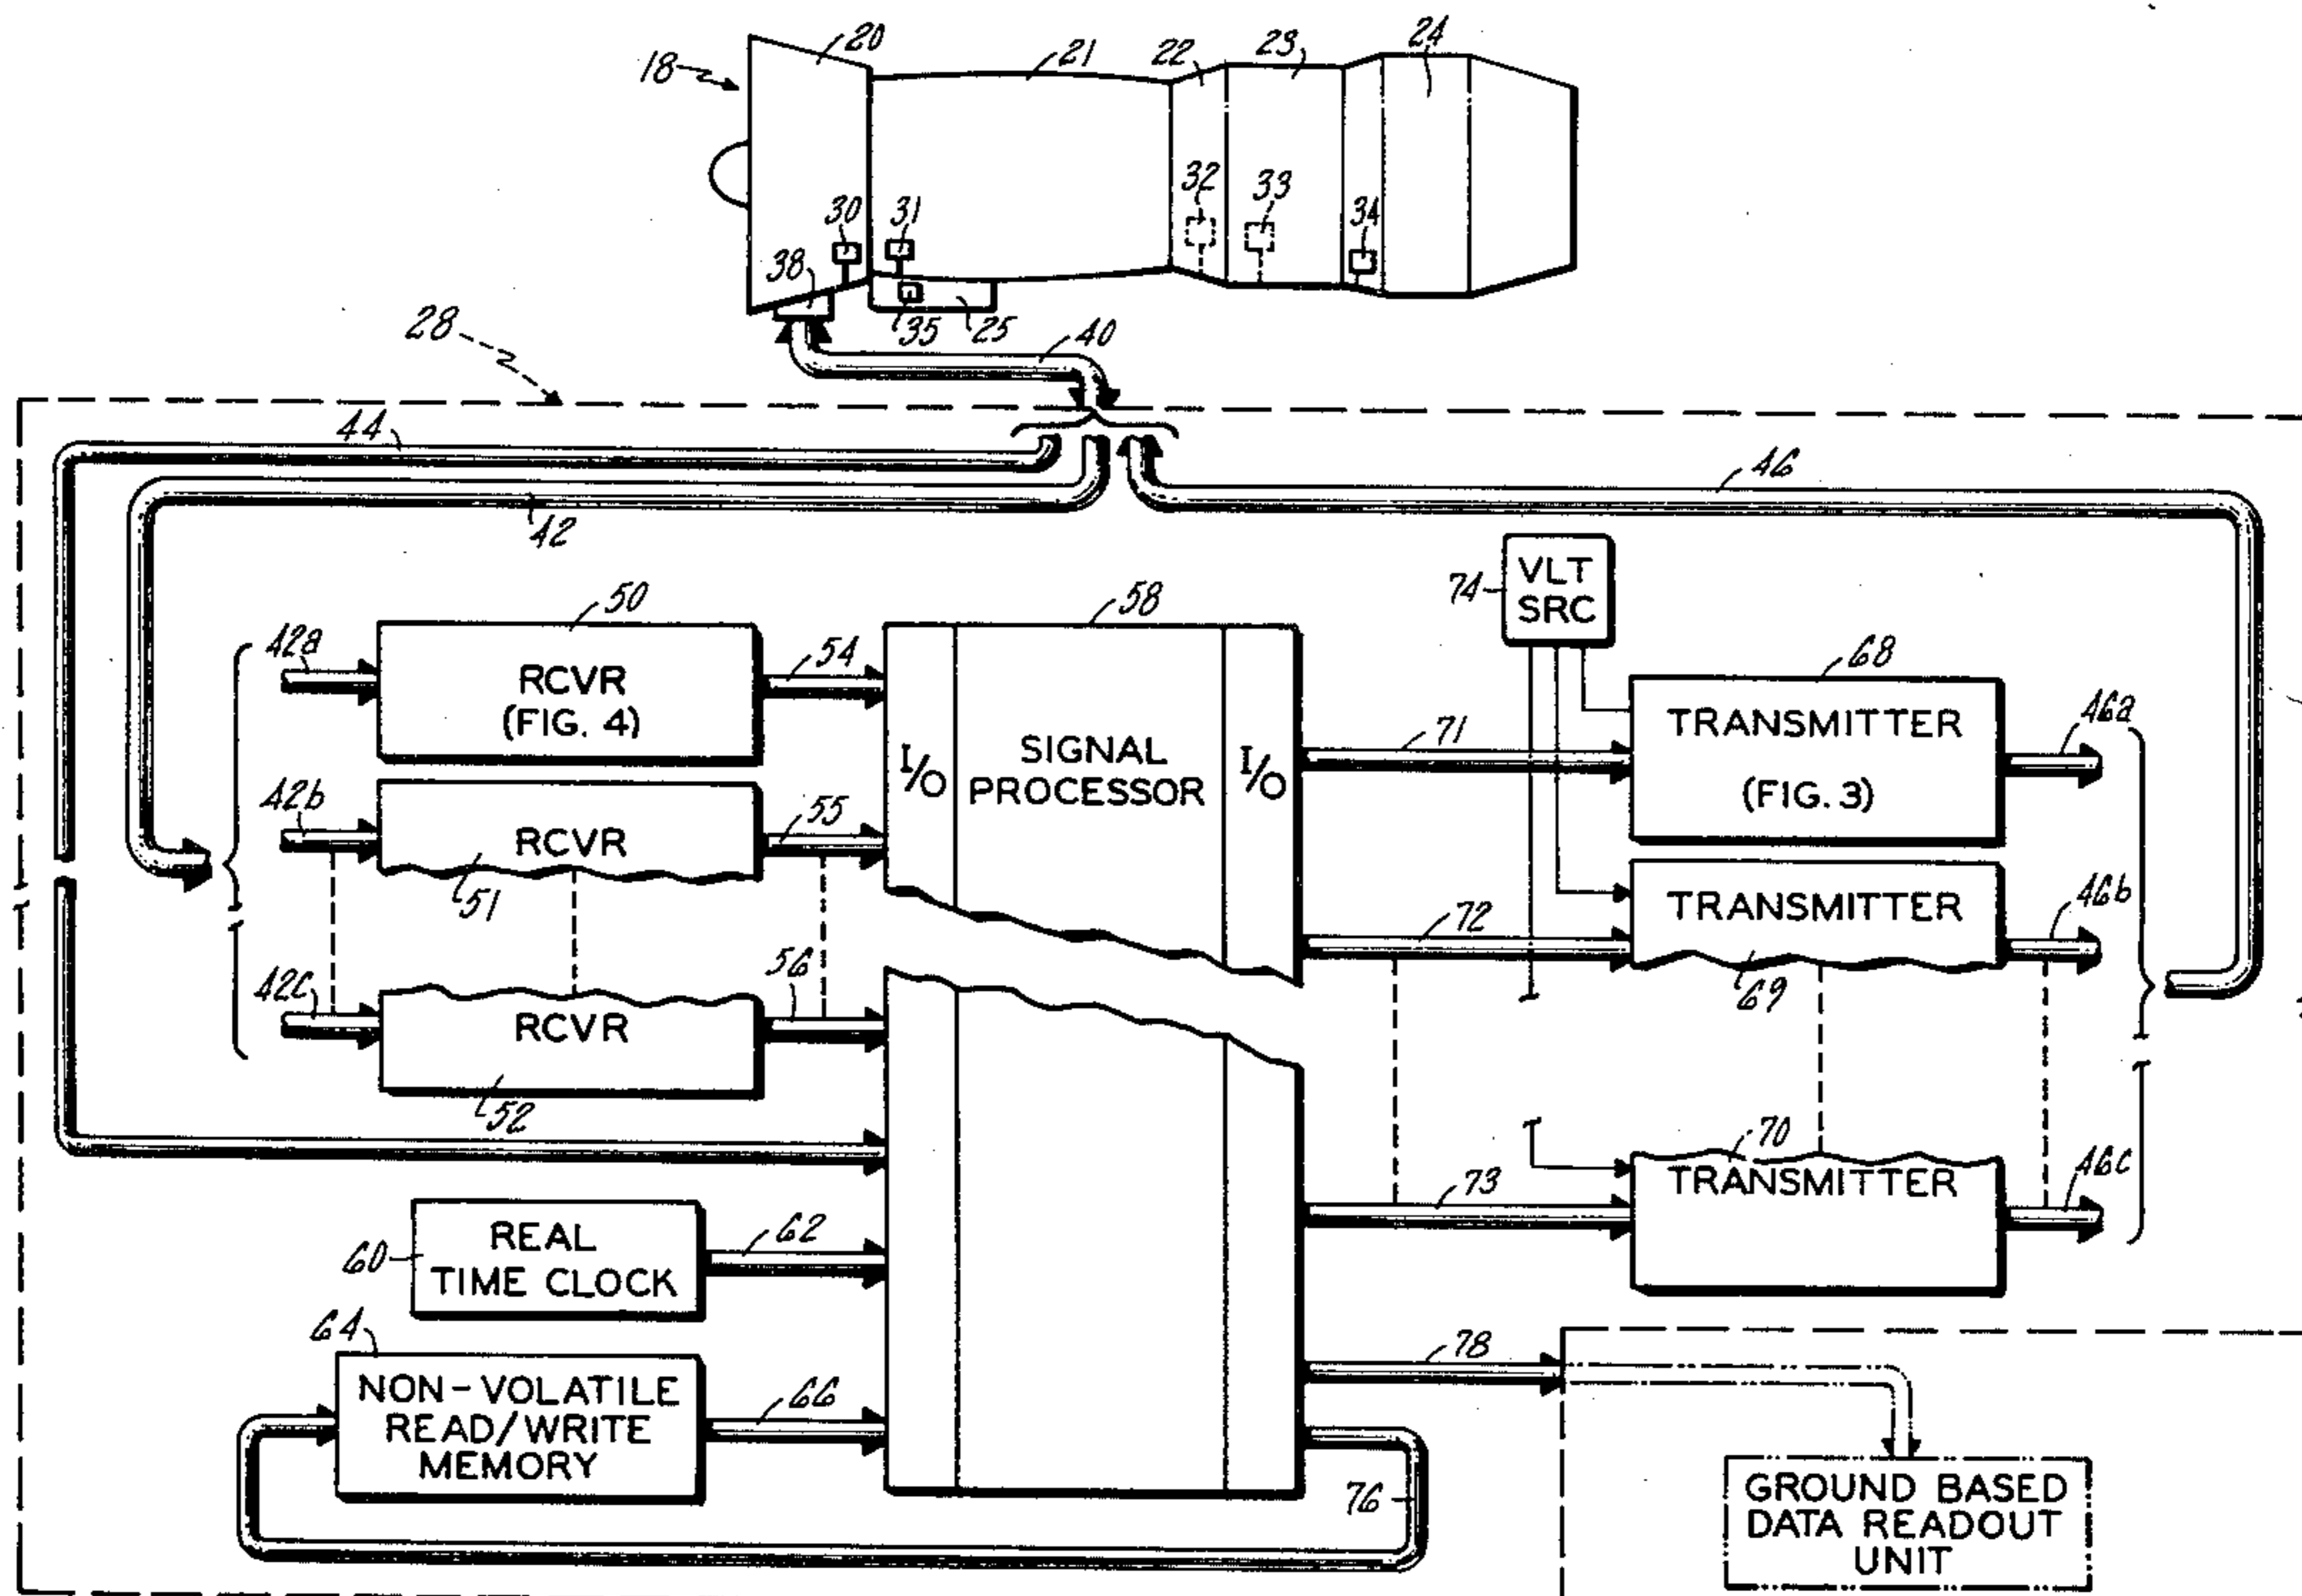 20
21
22
23
24
18
32
33
30
31
34
38
35
25
28
40
44
46
42
VLT
SRC
74
50
58
68
42a
RCVR
(FIG. 4)
54
I/O
SIGNAL
PROCESSOR
I/O
71
TRANSMITTER
(FIG. 3)
46a
42b
RCVR
55
51
72
TRANSMITTER
46b
69
42c
RCVR
56
52
70
TRANSMITTER
73
46c
60
REAL
TIME CLOCK
62
64
NON-VOLATILE
READ/WRITE
MEMORY
66
78
76
GROUND BASED
DATA READOUT
UNIT